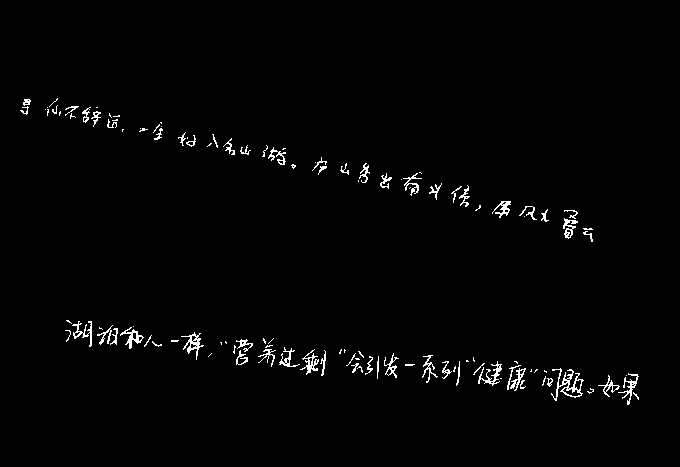 寻仙不辞远,一生好入名山游。庐山秀出南斗傍,屏风九叠云
湖泊和人一样,“营养过剩“会引发一系列“健康”问题。如果